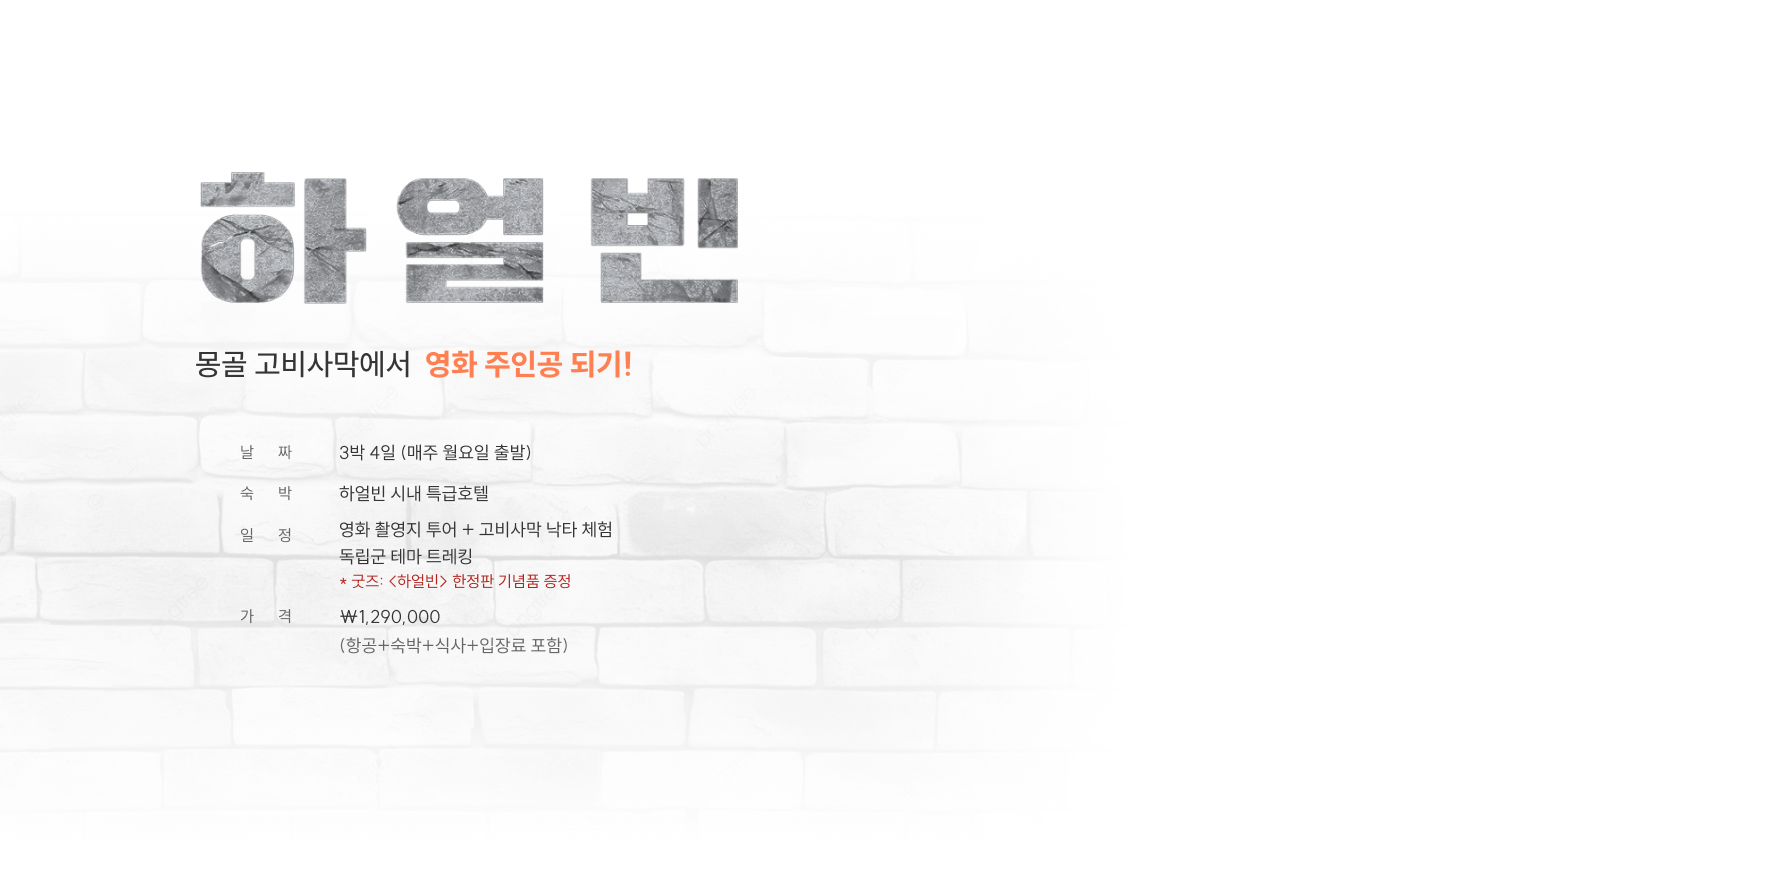 하얼빈
몽골 고비사막에서 영화 주인공 되기!
날 짜 3박 4일 (매주 월요일 출발)
숙 박 하얼빈 시내 특급호텔
일 정 영화 촬영지 투어 + 고비사막 낙타 체험
독립군 테마 트레킹
* 굿즈: <하얼빈> 한정판 기념품 증정
가 격 ₩1,290,000
(항공+숙박+식사+입장료 포함)